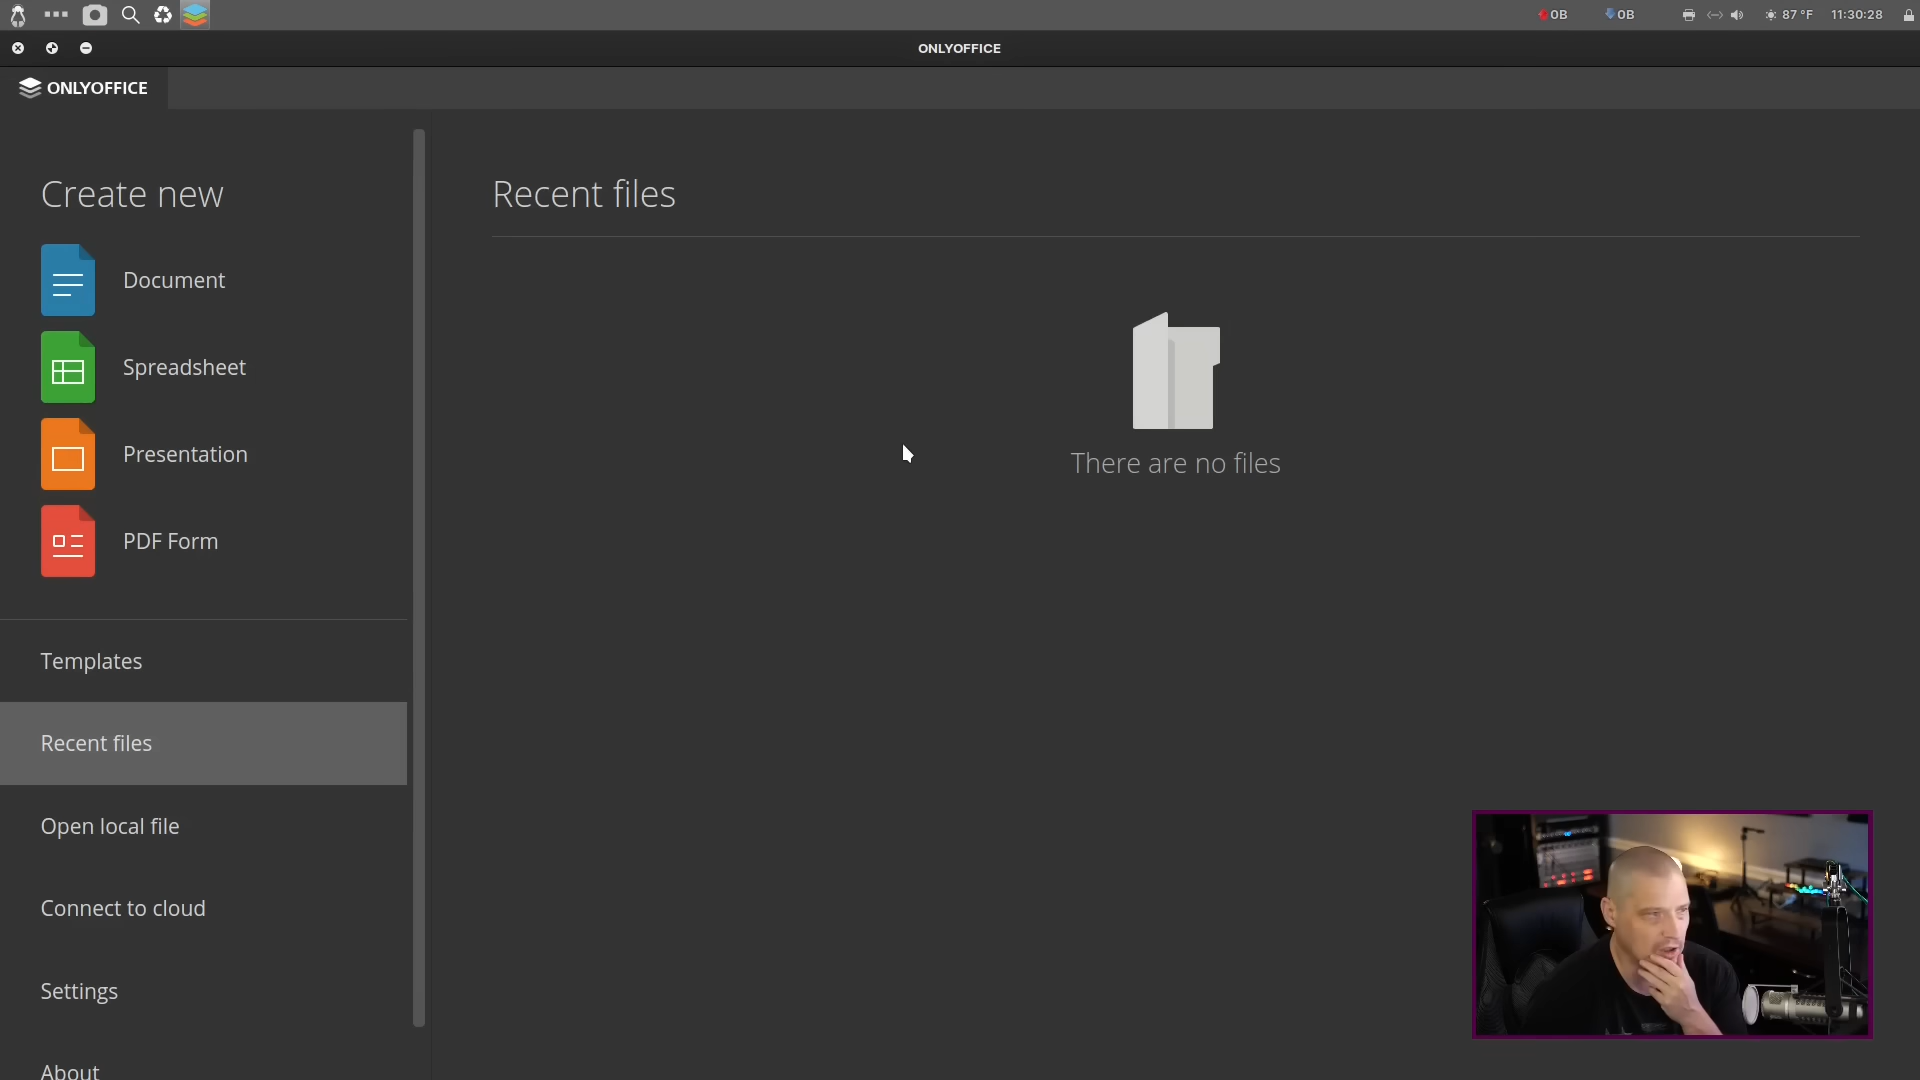 0B 0B 87 °F 11:30:28
ONLYOFFICE
ONLYOFFICE
Create new
Document
Spreadsheet
Presentation
PDF Form
Templates
Recent files
Open local file
Connect to cloud
Settings
About
Recent files
There are no files